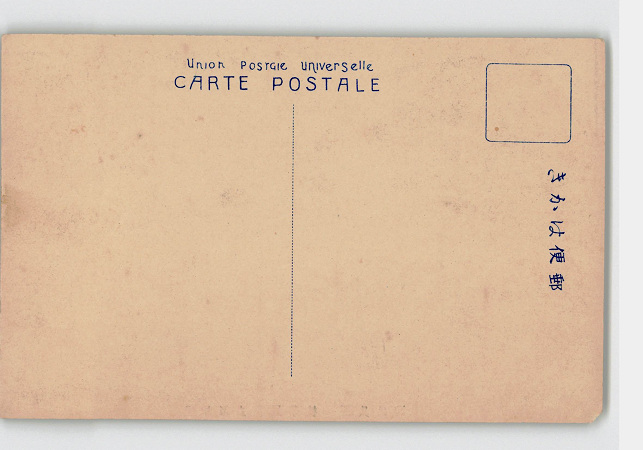 Union Postale Universelle
CARTE POSTALE
郵便はかき